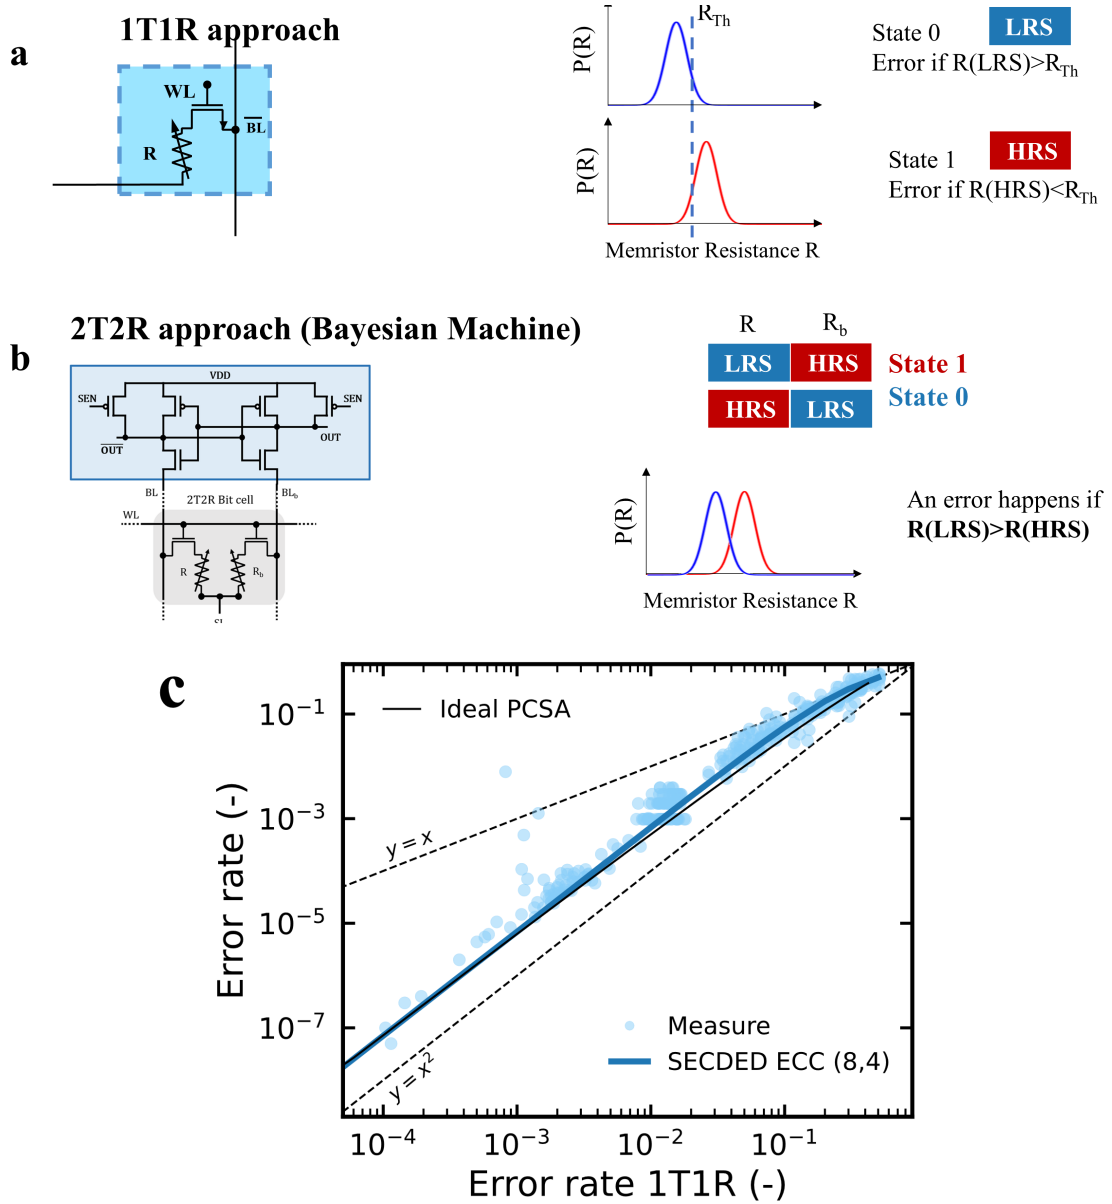 a
1T1R approach
WL
BL
R
P(R)
R_Th
State 0
LRS
Error if R(LRS)>R_Th
P(R)
State 1
HRS
Error if R(HRS)<R_Th
Memristor Resistance R
b
2T2R approach (Bayesian Machine)
VDD
SEN
SEN
OUT
OUT
BL
BL_b
2T2R Bit cell
WL
R
R_b
R
R_b
LRS
HRS
State 1
HRS
LRS
State 0
P(R)
An error happens if
R(LRS)>R(HRS)
Memristor Resistance R
c
Ideal PCSA
y = x
y = x²
Measure
SECDED ECC (8,4)
10⁻¹
10⁻³
10⁻⁵
10⁻⁷
Error rate (-)
10⁻⁴
10⁻³
10⁻²
10⁻¹
Error rate 1T1R (-)